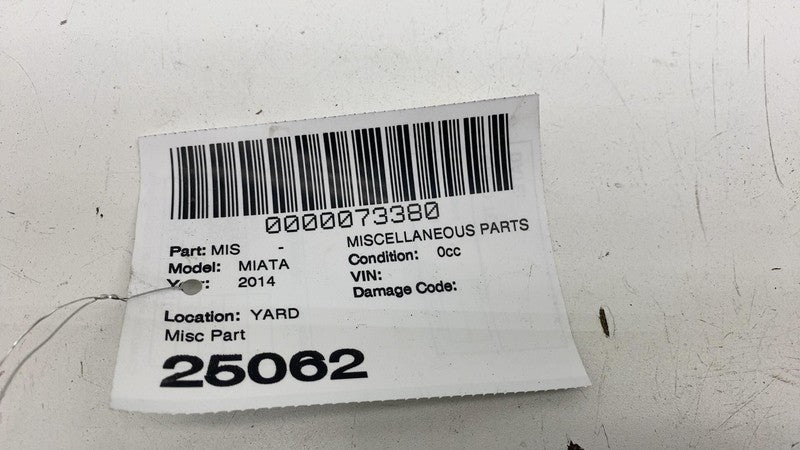 0000073380
Part: MIS - MISCELLANEOUS PARTS
Model: MIATA Condition: 0cc
2014 VIN:
Damage Code:
Location: YARD
Misc Part
25062